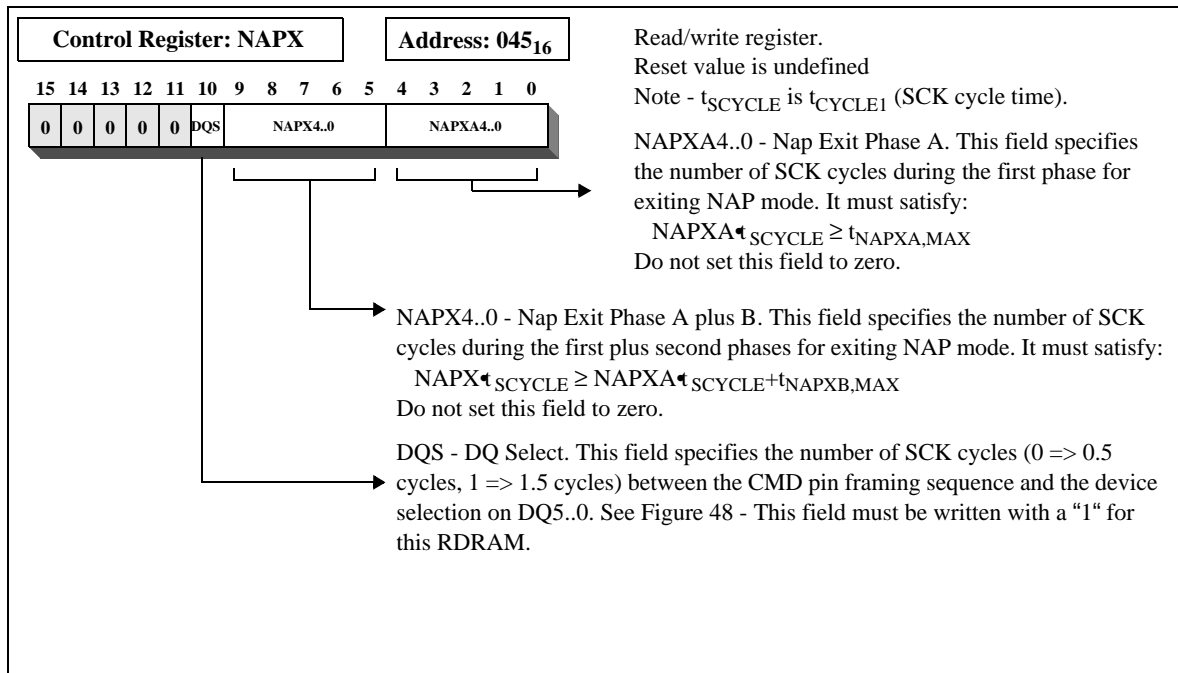 Control Register: NAPX
Address: 045₁₆
15 14 13 12 11 10 9 8 7 6 5 4 3 2 1 0
0 0 0 0 0 DQS NAPX4..0 NAPXA4..0
Read/write register.
Reset value is undefined
Note - tSCYCLE is tCYCLE1 (SCK cycle time).
NAPXA4..0 - Nap Exit Phase A. This field specifies
the number of SCK cycles during the first phase for
exiting NAP mode. It must satisfy:
NAPXA•tSCYCLE ≥ tNAPXA,MAX
Do not set this field to zero.
NAPX4..0 - Nap Exit Phase A plus B. This field specifies the number of SCK
cycles during the first plus second phases for exiting NAP mode. It must satisfy:
NAPX•tSCYCLE ≥ NAPXA•tSCYCLE+tNAPXB,MAX
Do not set this field to zero.
DQS - DQ Select. This field specifies the number of SCK cycles (0 => 0.5
cycles, 1 => 1.5 cycles) between the CMD pin framing sequence and the device
selection on DQ5..0. See Figure 48 - This field must be written with a “1“ for
this RDRAM.